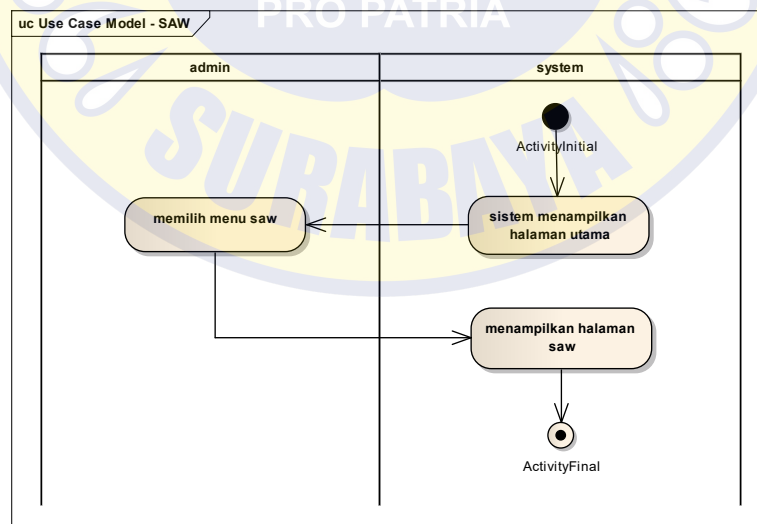 PRO PATRIA
uc Use Case Model - SAW
admin
system
SURABAYA
ActivityInitial
memilih menu saw
sistem menampilkan
halaman utama
menampilkan halaman
saw
ActivityFinal